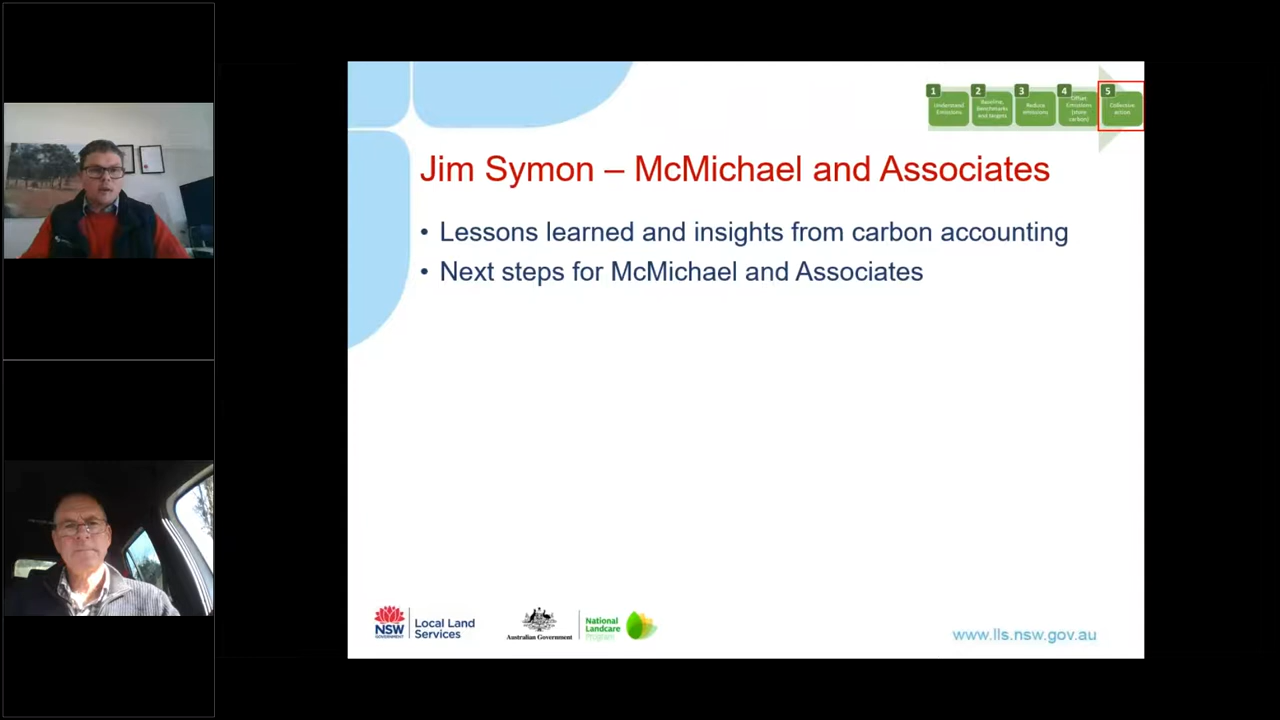 1 2 3 4 5
Understand
Emissions
Baseline,
Benchmarks
and targets
Reduce
emissions
Offset
Emotions
(store
carbon)
Collective
action
Jim Symon – McMichael and Associates
• Lessons learned and insights from carbon accounting
• Next steps for McMichael and Associates
NSW
GOVERNMENT
Local Land
Services
Australian Government
National
Landcare
Program
www.lls.nsw.gov.au